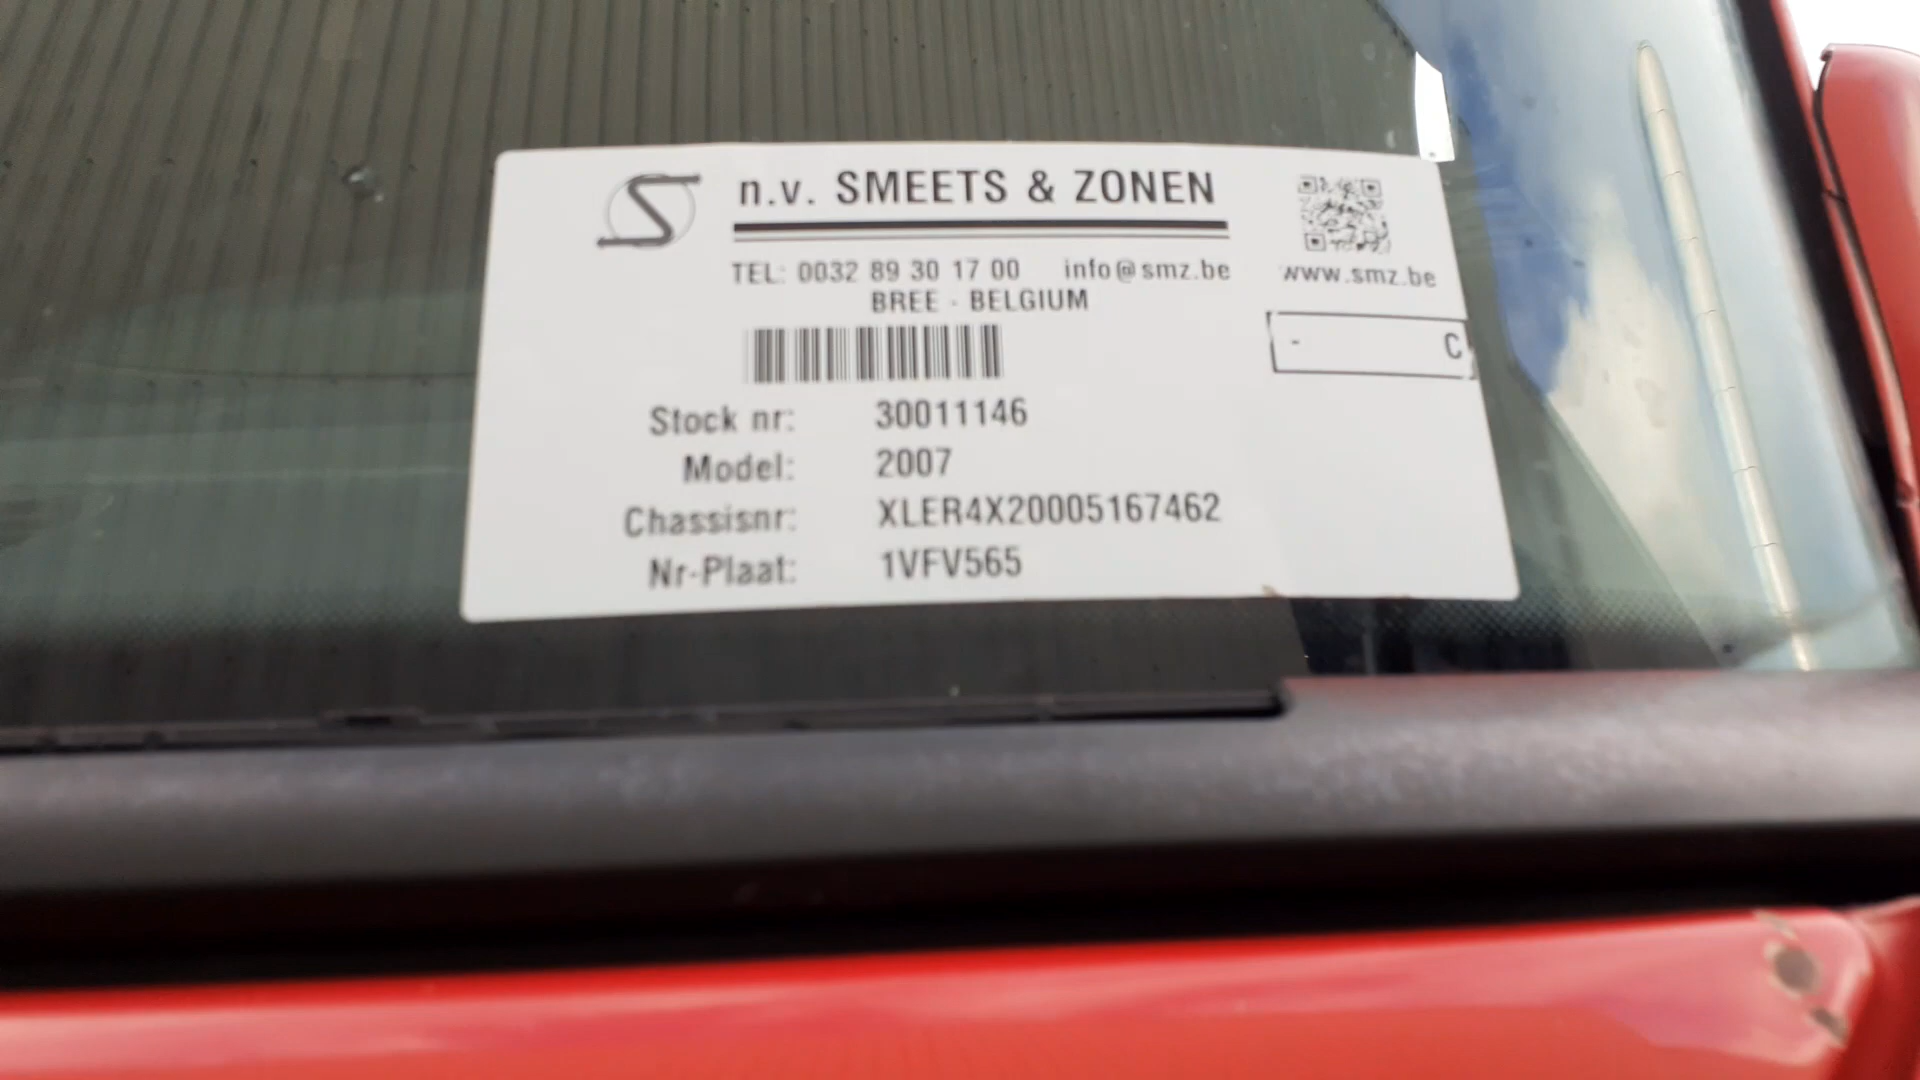 n.v. SMEETS & ZONEN
TEL: 0032 89 30 17 00 info@smz.be
www.smz.be
BREE - BELGIUM
- C
Stock nr: 30011146
Model: 2007
Chassisnr: XLER4X20005167462
Nr-Plaat: 1VFV565